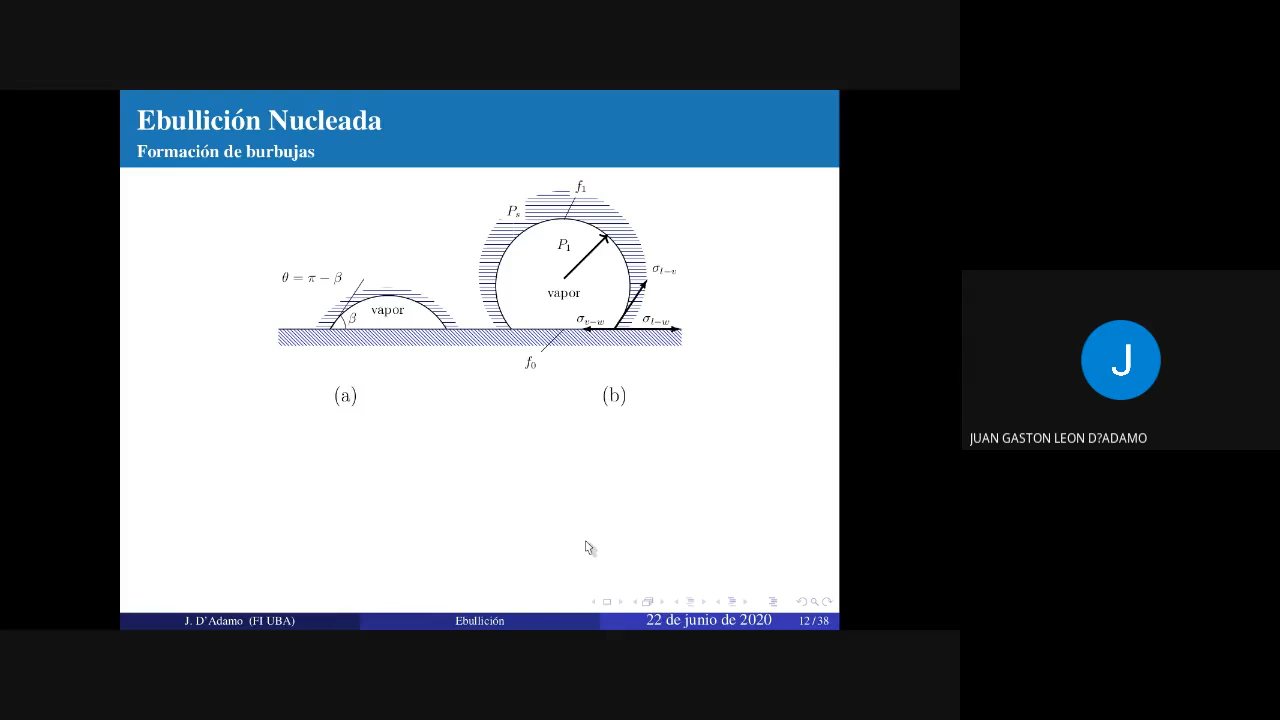 Ebullición Nucleada
Formación de burbujas
f₁
Pₛ
P₁
θ = π − β
β
vapor
vapor
σₗ₋ᵥ
σᵥ₋w
σₗ₋w
f₀
(a)
(b)
J. D'Adamo (FI UBA)
Ebullición
22 de junio de 2020
12 / 38
J
JUAN GASTON LEON D?ADAMO